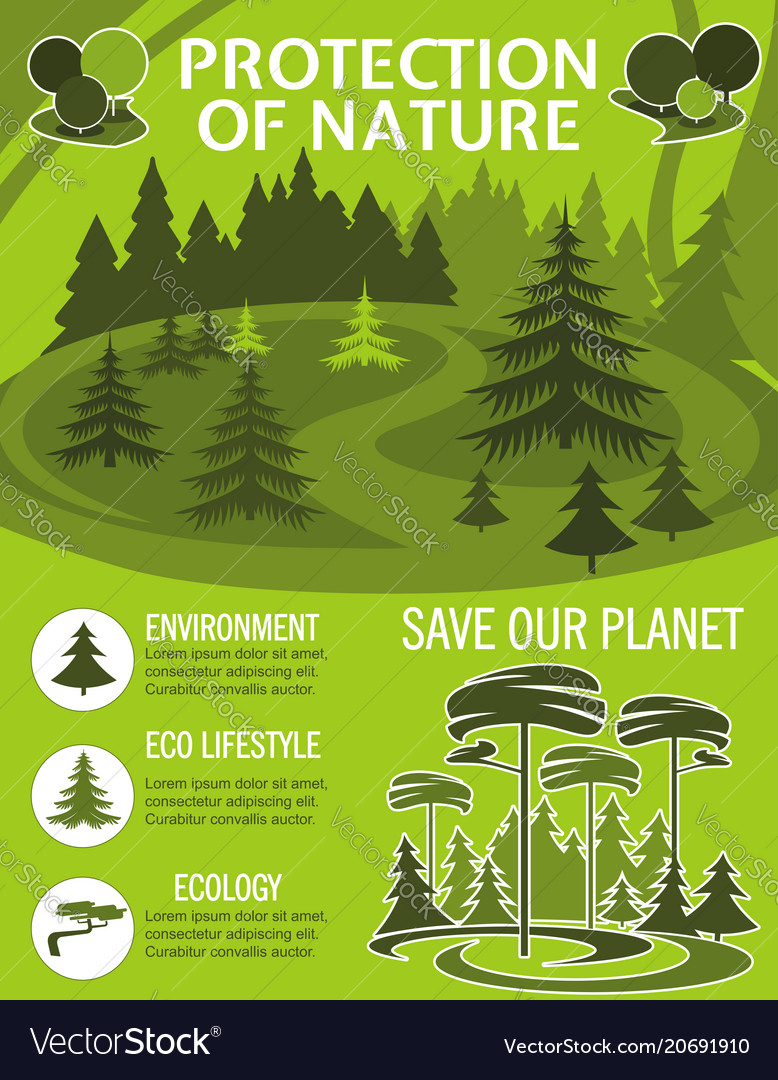 PROTECTION
OF NATURE
ENVIRONMENT
Lorem ipsum dolor sit amet,
consectetur adipiscing elit.
Curabitur convallis auctor.
ECO LIFESTYLE
Lorem ipsum dolor sit amet,
consectetur adipiscing elit.
Curabitur convallis auctor.
ECOLOGY
Lorem ipsum dolor sit amet,
consectetur adipiscing elit.
Curabitur convallis auctor.
SAVE OUR PLANET
VectorStock®
VectorStock.com/20691910